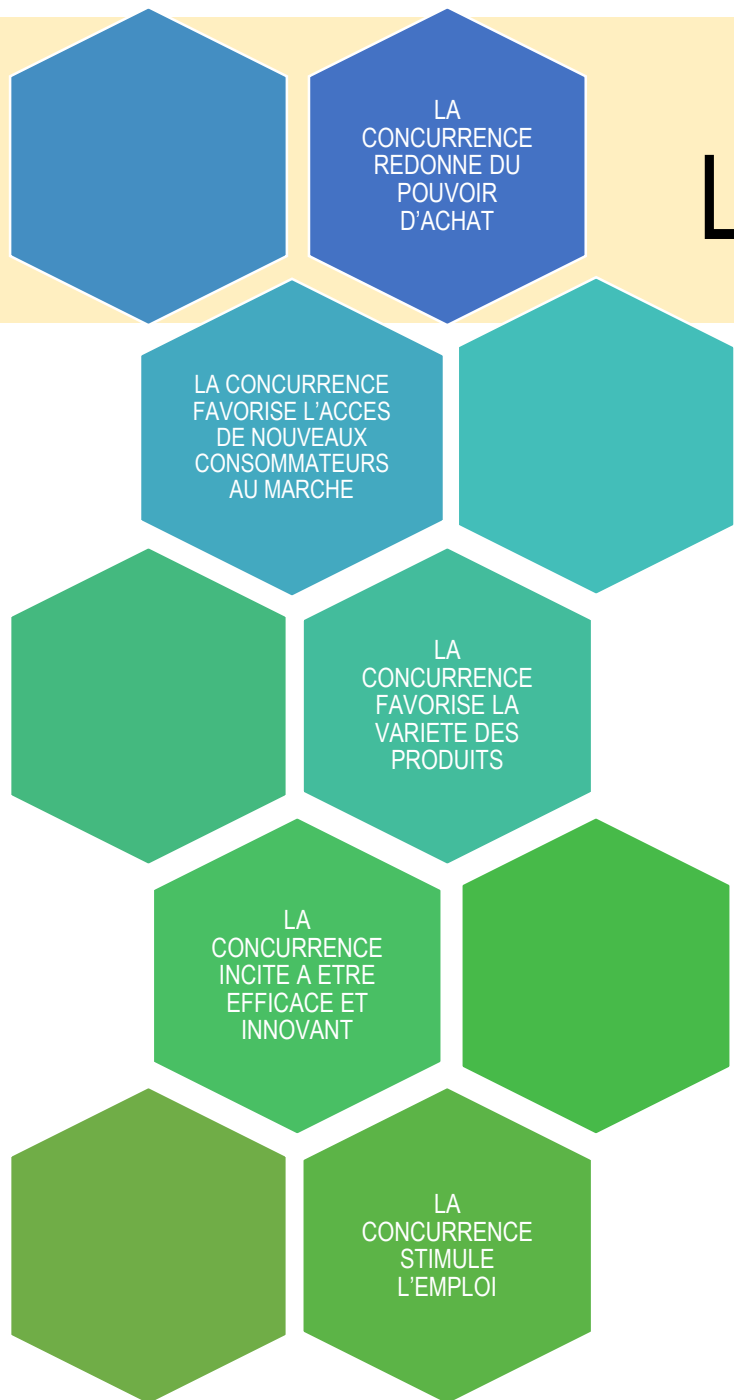 LA
CONCURRENCE
REDONNE DU
POUVOIR
D’ACHAT
L
LA CONCURRENCE
FAVORISE L’ACCES
DE NOUVEAUX
CONSOMMATEURS
AU MARCHE
LA
CONCURRENCE
FAVORISE LA
VARIETE DES
PRODUITS
LA
CONCURRENCE
INCITE A ETRE
EFFICACE ET
INNOVANT
LA
CONCURRENCE
STIMULE
L’EMPLOI